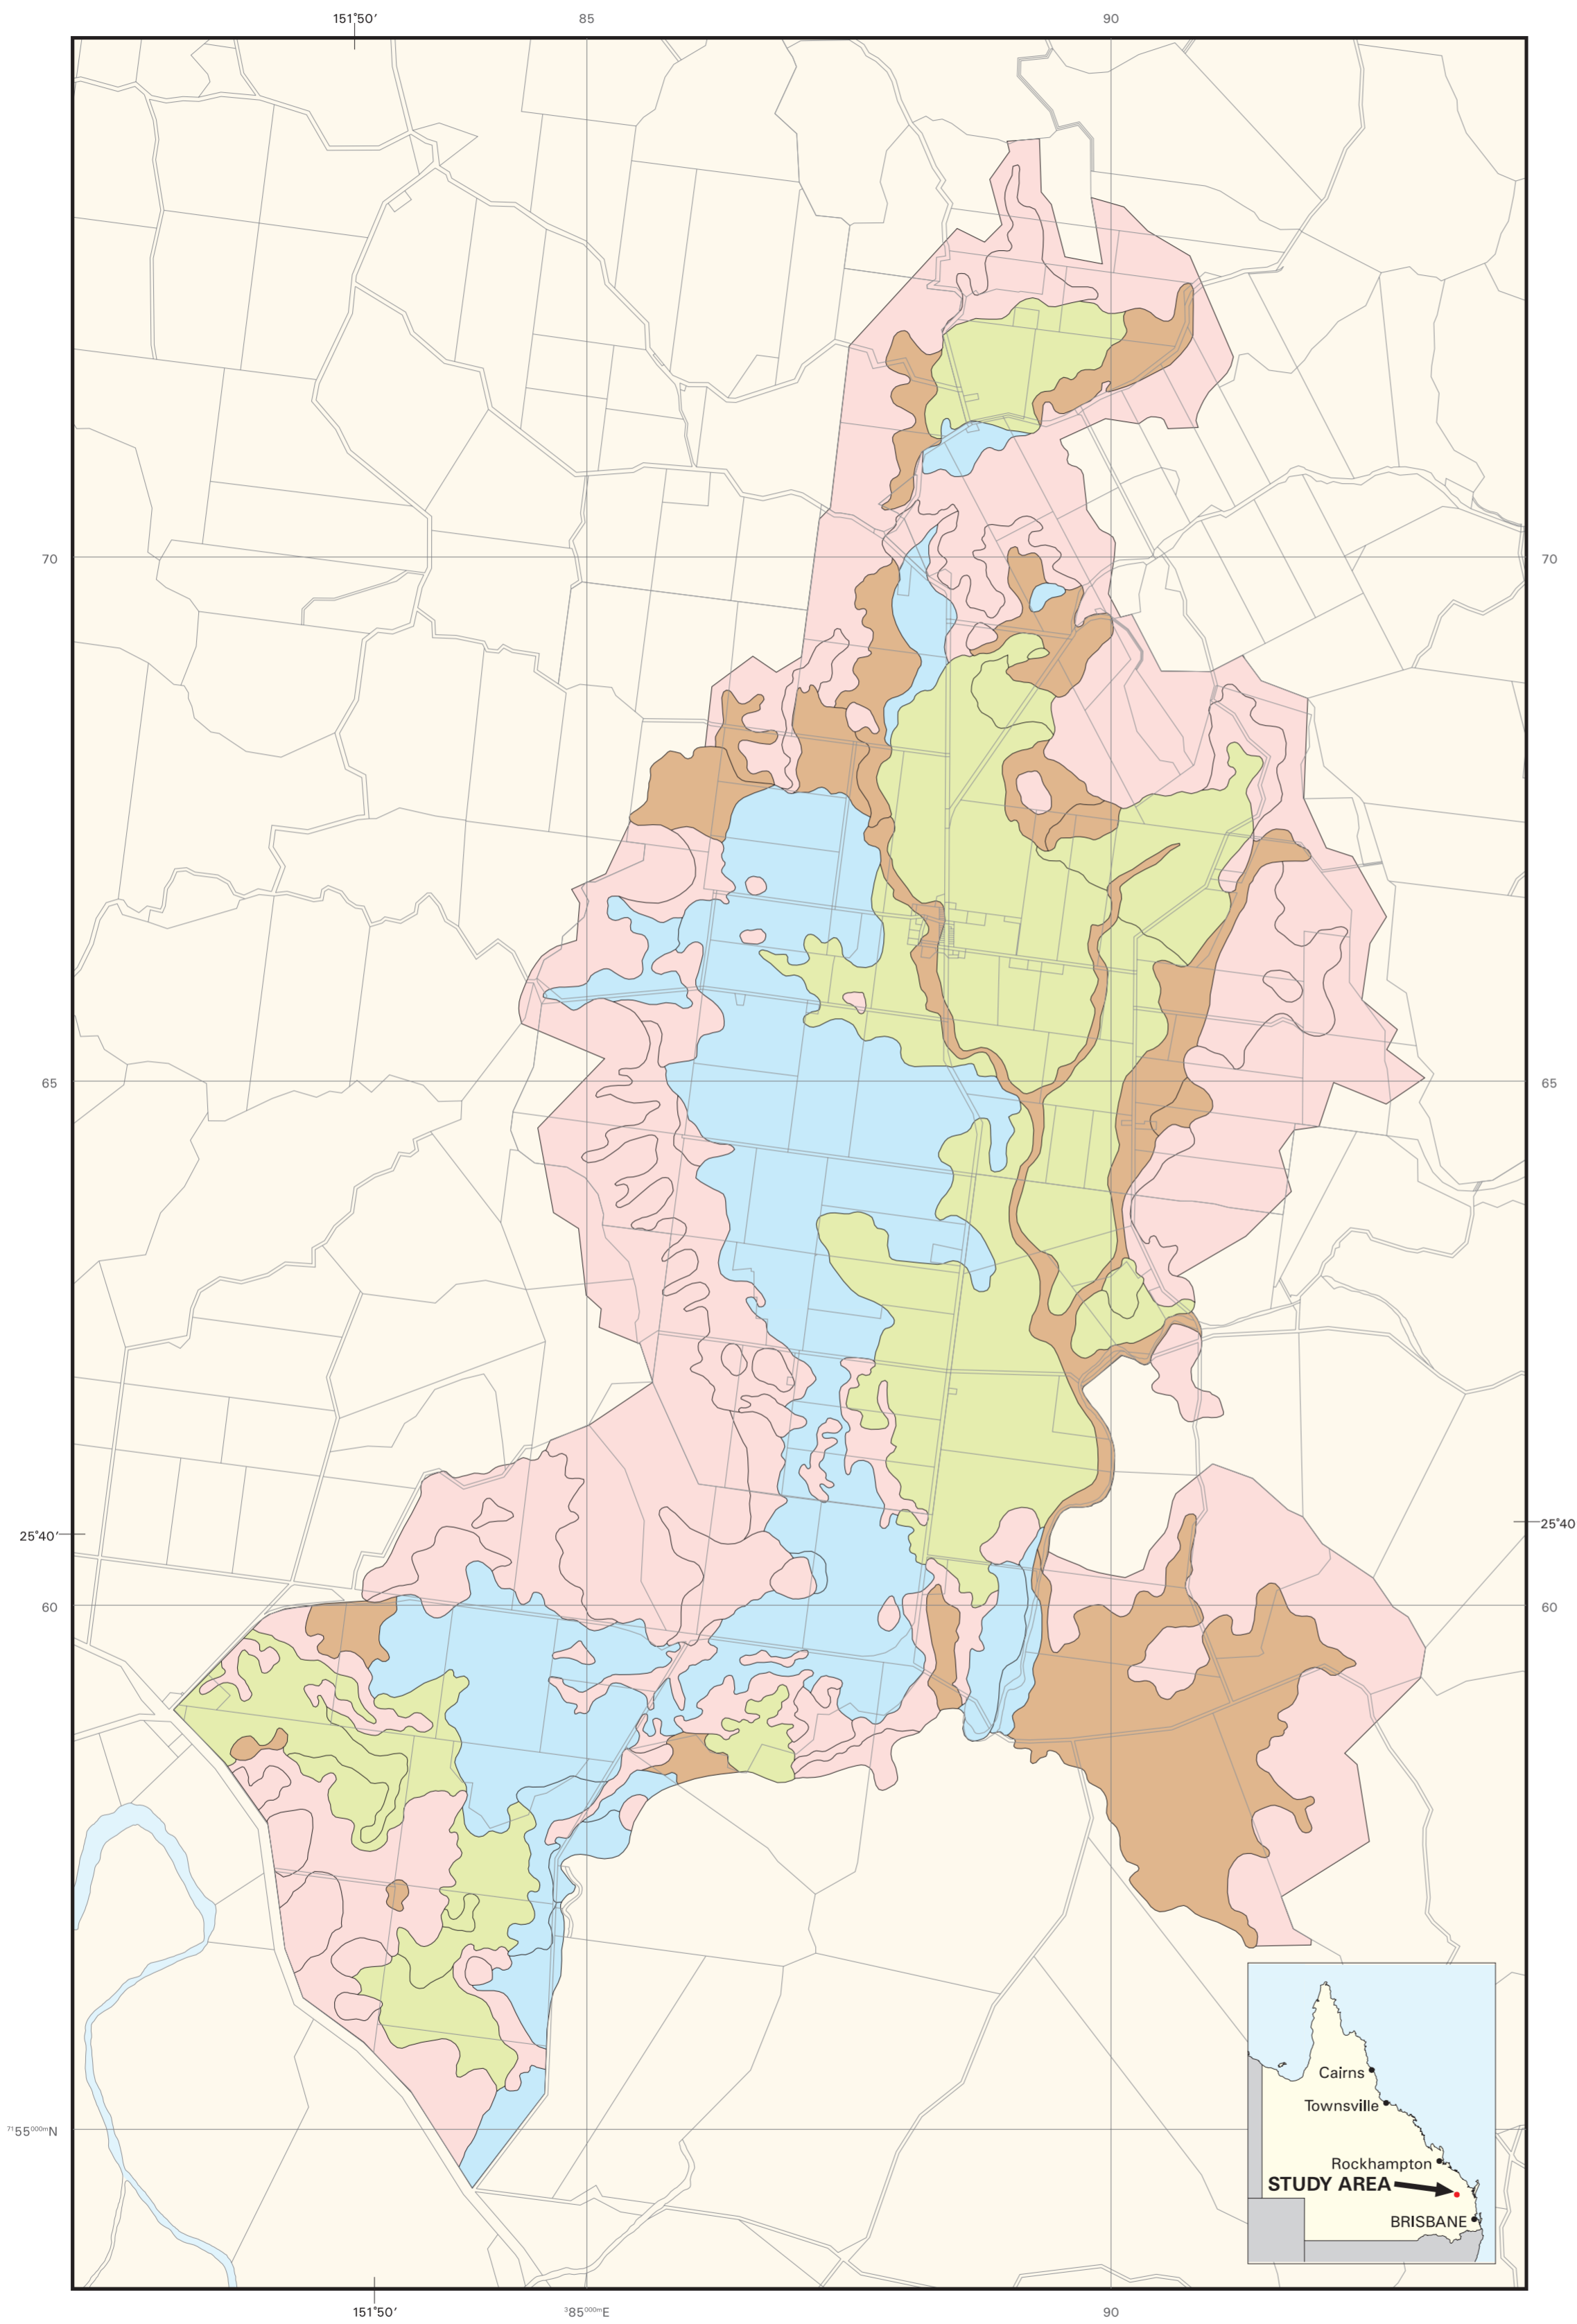 151°50′ 85 90
70 70
65 65
25°40′ 25°40
60 60
Cairns
Townsville
Rockhampton
STUDY AREA
BRISBANE
⁷¹55⁰⁰⁰ᵐN
151°50′ ³85⁰⁰⁰ᵐE 90